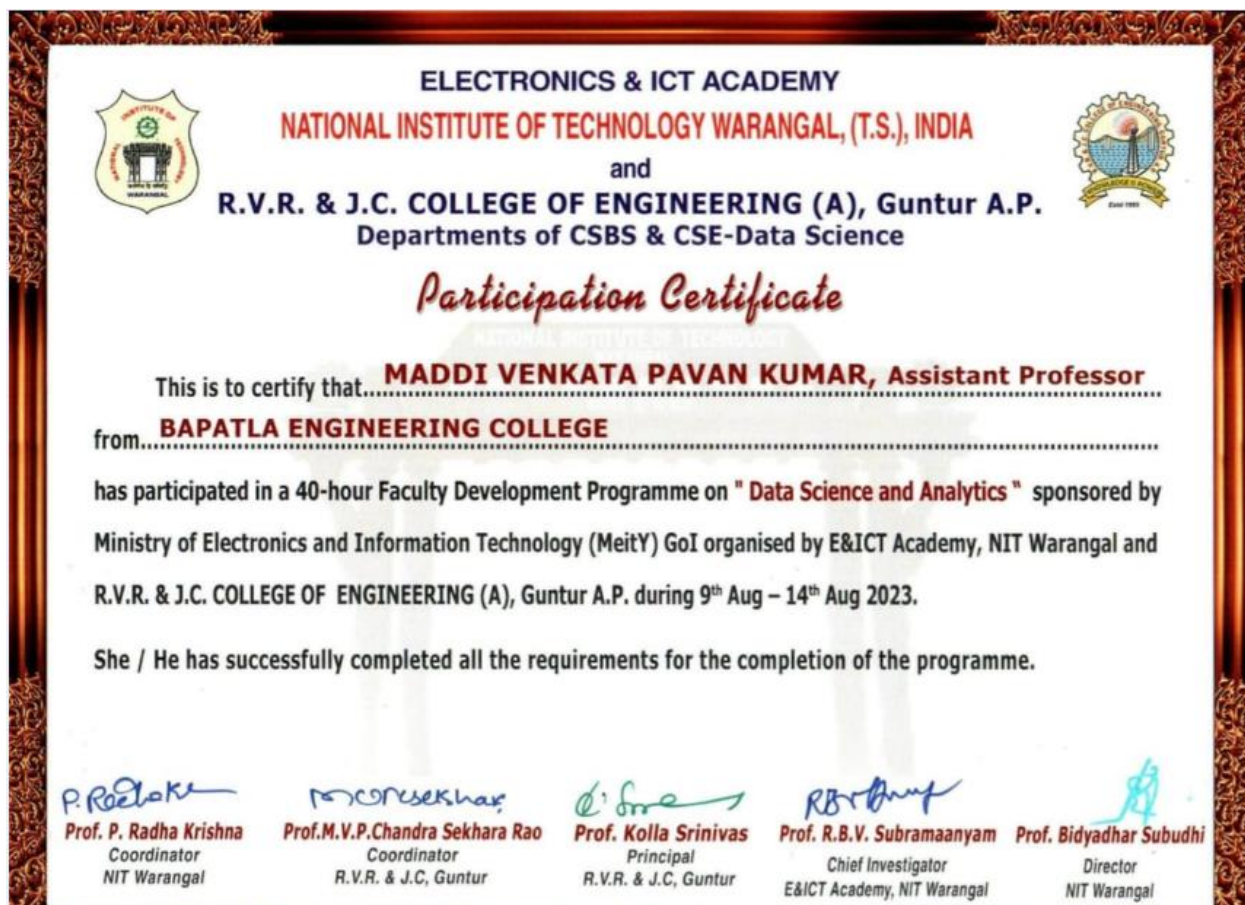 ELECTRONICS & ICT ACADEMY
NATIONAL INSTITUTE OF TECHNOLOGY WARANGAL, (T.S.), INDIA
and
R.V.R. & J.C. COLLEGE OF ENGINEERING (A), Guntur A.P.
Departments of CSBS & CSE-Data Science
Participation Certificate
NATIONAL INSTITUTE OF TECHNOLOGY
WARANGAL
This is to certify that MADDI VENKATA PAVAN KUMAR, Assistant Professor
from BAPATLA ENGINEERING COLLEGE
has participated in a 40-hour Faculty Development Programme on " Data Science and Analytics " sponsored by
Ministry of Electronics and Information Technology (MeitY) GoI organised by E&ICT Academy, NIT Warangal and
R.V.R. & J.C. COLLEGE OF ENGINEERING (A), Guntur A.P. during 9th Aug – 14th Aug 2023.
She / He has successfully completed all the requirements for the completion of the programme.
Prof. P. Radha Krishna
Coordinator
NIT Warangal
Prof.M.V.P.Chandra Sekhara Rao
Coordinator
R.V.R. & J.C, Guntur
Prof. Kolla Srinivas
Principal
R.V.R. & J.C, Guntur
Prof. R.B.V. Subramaanyam
Chief Investigator
E&ICT Academy, NIT Warangal
Prof. Bidyadhar Subudhi
Director
NIT Warangal